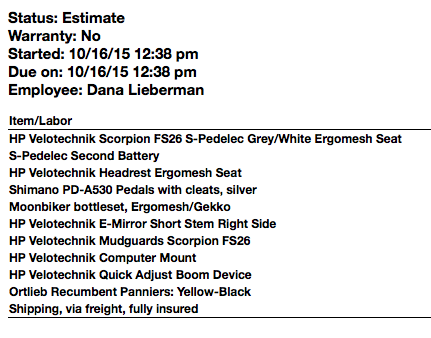 Status: Estimate
Warranty: No
Started: 10/16/15 12:38 pm
Due on: 10/16/15 12:38 pm
Employee: Dana Lieberman
Item/Labor
HP Velotechnik Scorpion FS26 S-Pedelec Grey/White Ergomesh Seat
S-Pedelec Second Battery
HP Velotechnik Headrest Ergomesh Seat
Shimano PD-A530 Pedals with cleats, silver
Moonbiker bottleset, Ergomesh/Gekko
HP Velotechnik E-Mirror Short Stem Right Side
HP Velotechnik Mudguards Scorpion FS26
HP Velotechnik Computer Mount
HP Velotechnik Quick Adjust Boom Device
Ortlieb Recumbent Panniers: Yellow-Black
Shipping, via freight, fully insured